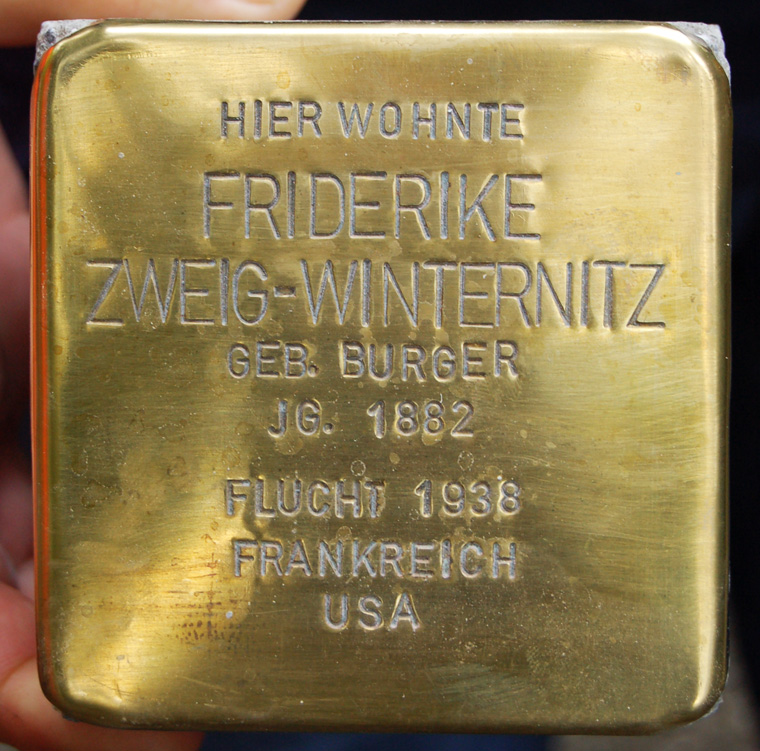 HIER WOHNTE
FRIDERIKE
ZWEIG-WINTERNITZ
GEB. BURGER
JG. 1882
FLUCHT 1938
FRANKREICH
USA